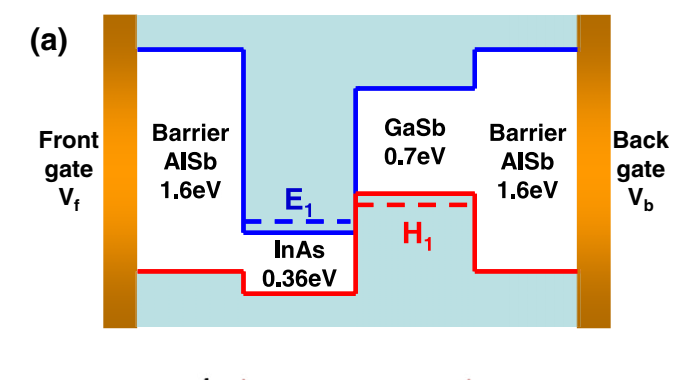 (a)
Front
gate
V_f
Barrier
AlSb
1.6eV
E_1
InAs
0.36eV
GaSb
0.7eV
H_1
Barrier
AlSb
1.6eV
Back
gate
V_b